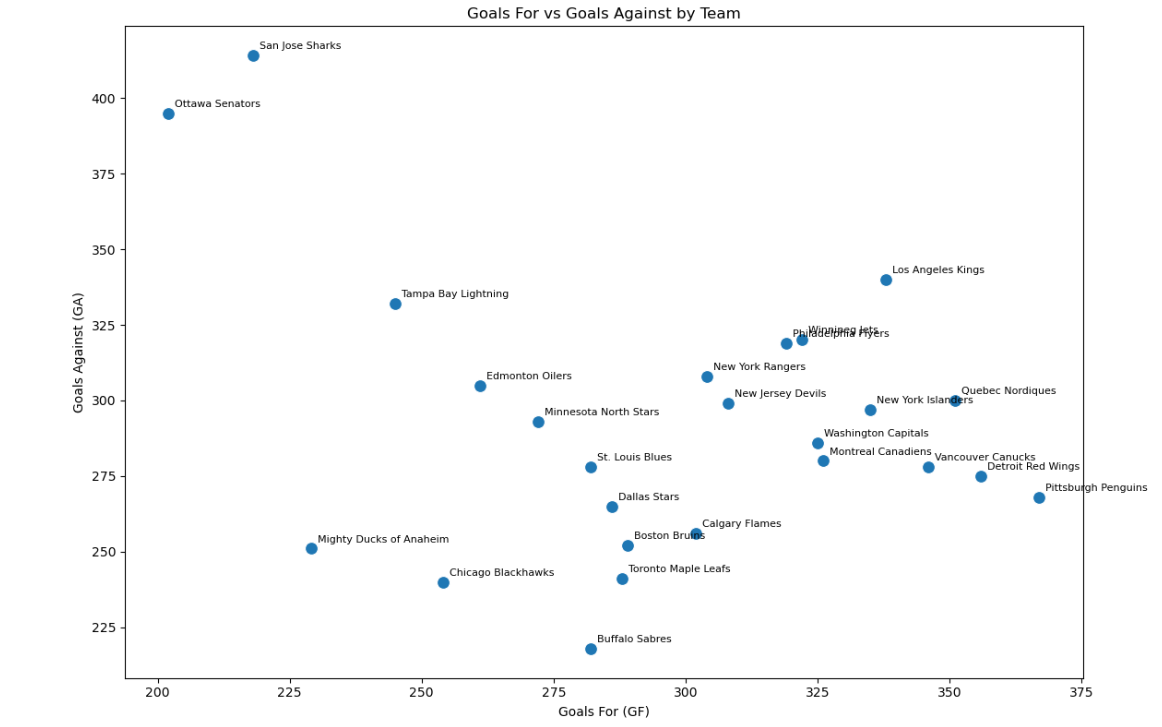 Goals For vs Goals Against by Team
San Jose Sharks
Ottawa Senators
Los Angeles Kings
Tampa Bay Lightning
Winnipeg Jets
Philadelphia Flyers
New York Rangers
Edmonton Oilers
Quebec Nordiques
New Jersey Devils
New York Islanders
Minnesota North Stars
Washington Capitals
Montreal Canadiens
St. Louis Blues
Vancouver Canucks
Detroit Red Wings
Pittsburgh Penguins
Dallas Stars
Calgary Flames
Boston Bruins
Mighty Ducks of Anaheim
Chicago Blackhawks
Toronto Maple Leafs
Buffalo Sabres
400
375
350
325
300
275
250
225
Goals Against (GA)
200
225
250
275
300
325
350
375
Goals For (GF)